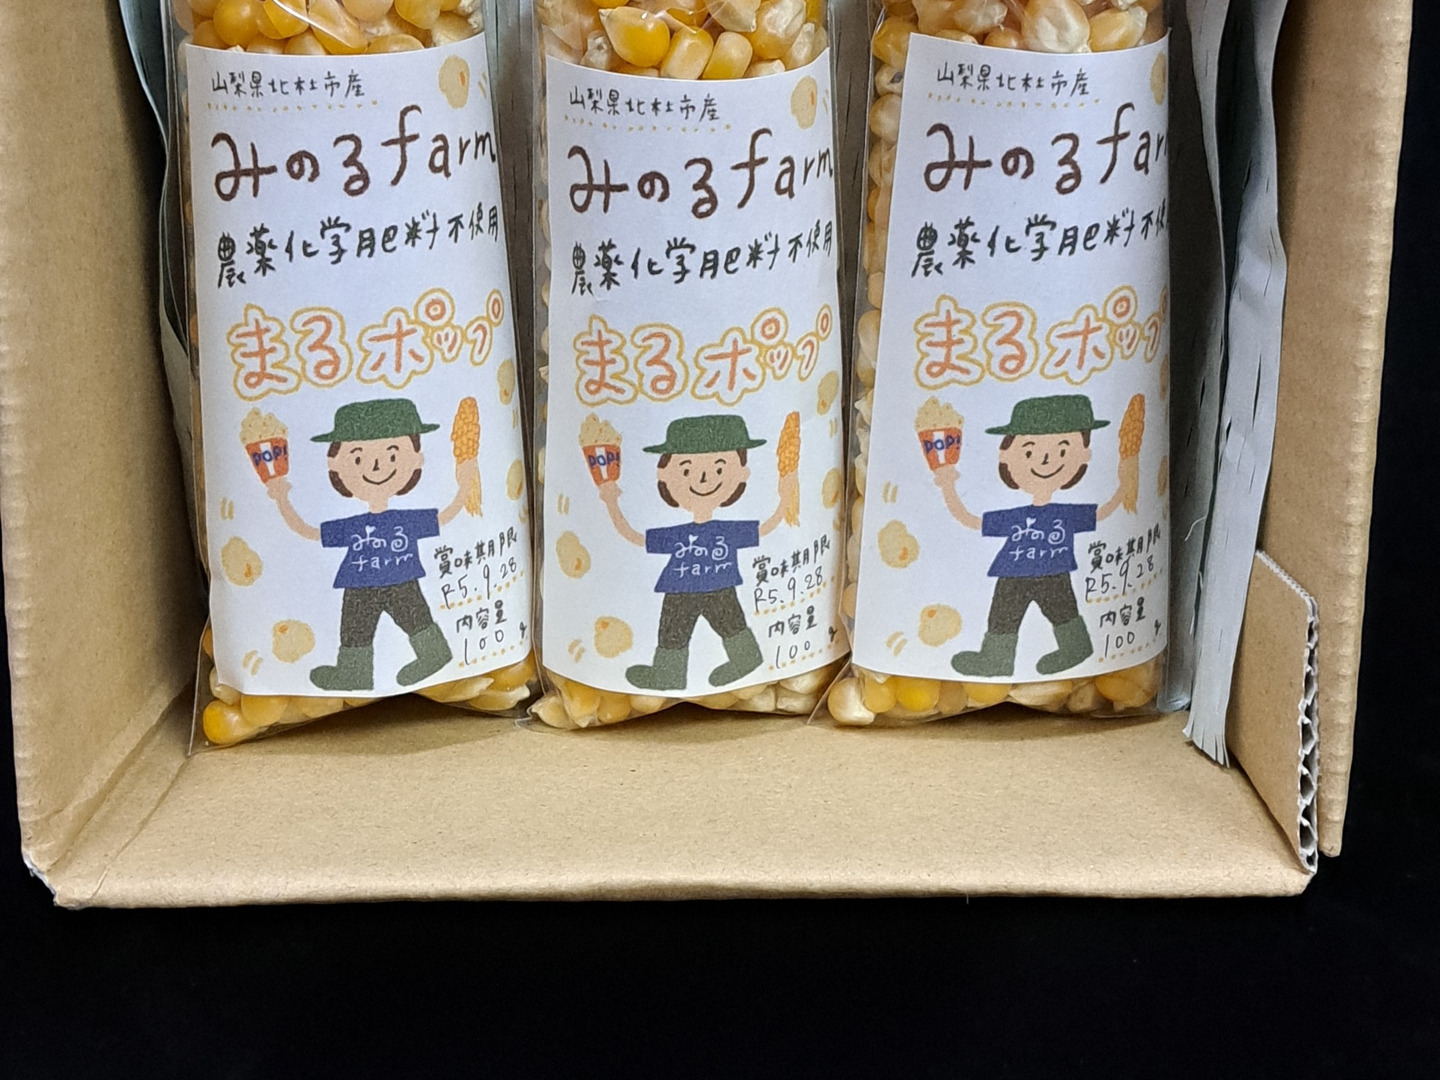 山梨県北杜市産
みのるfarm
農薬化学肥料不使用
まるポップ
POP!
みのる
farm
賞味期限
R5.9.28
内容量
100 g
山梨県北杜市産
みのるfarm
農薬化学肥料不使用
まるポップ
POP!
みのる
farm
賞味期限
R5.9.28
内容量
100 g
山梨県北杜市産
みのるfarm
農薬化学肥料不使用
まるポップ
POP!
みのる
farm
賞味期限
R5.9.28
内容量
100 g